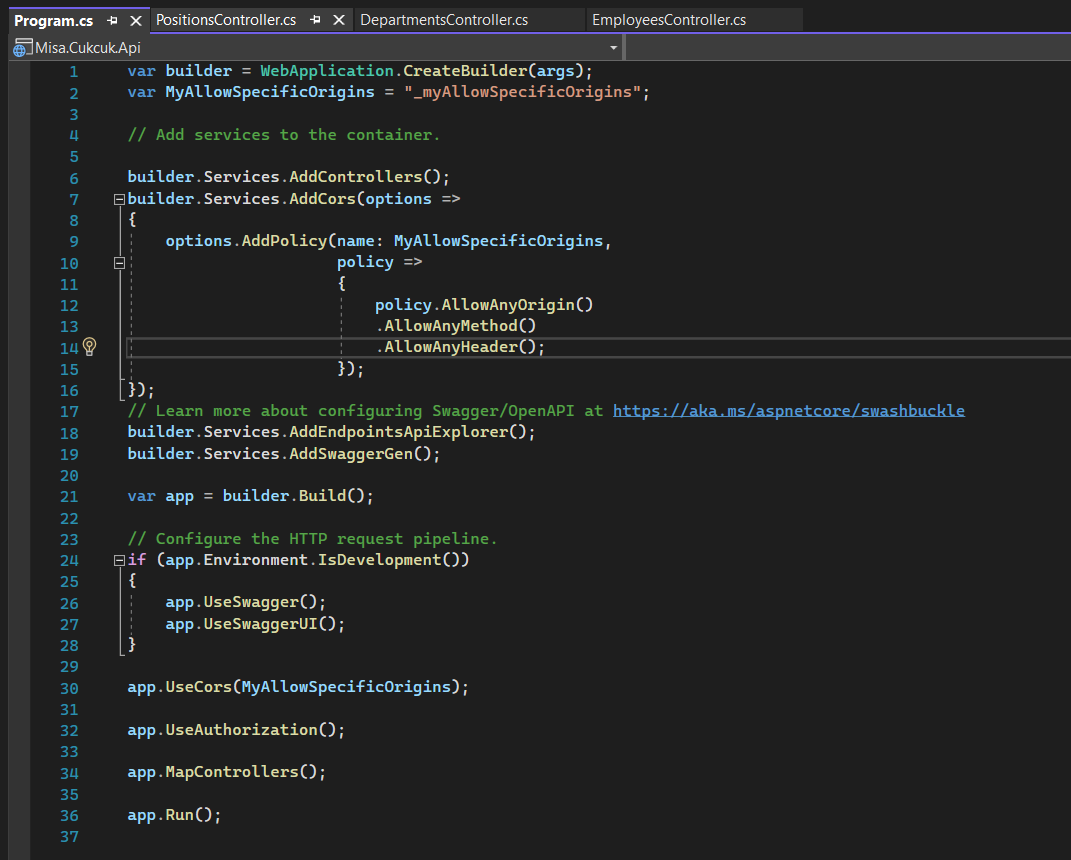 Program.cs PositionsController.cs DepartmentsController.cs EmployeesController.cs
Misa.Cukcuk.Api
1 var builder = WebApplication.CreateBuilder(args);
2 var MyAllowSpecificOrigins = "_myAllowSpecificOrigins";
3
4 // Add services to the container.
5
6 builder.Services.AddControllers();
7 builder.Services.AddCors(options =>
8 {
9 options.AddPolicy(name: MyAllowSpecificOrigins,
10 policy =>
11 {
12 policy.AllowAnyOrigin()
13 .AllowAnyMethod()
14 .AllowAnyHeader();
15 });
16 });
17 // Learn more about configuring Swagger/OpenAPI at https://aka.ms/aspnetcore/swashbuckle
18 builder.Services.AddEndpointsApiExplorer();
19 builder.Services.AddSwaggerGen();
20
21 var app = builder.Build();
22
23 // Configure the HTTP request pipeline.
24 if (app.Environment.IsDevelopment())
25 {
26 app.UseSwagger();
27 app.UseSwaggerUI();
28 }
29
30 app.UseCors(MyAllowSpecificOrigins);
31
32 app.UseAuthorization();
33
34 app.MapControllers();
35
36 app.Run();
37